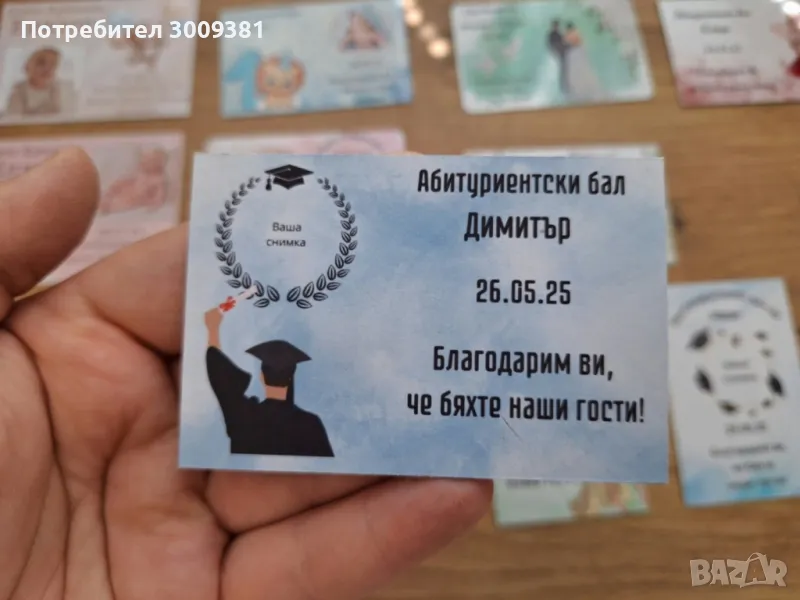 Потребител 3009381
Абитуриентски бал
Димитър
26.05.25
Благодарим ви,
че бяхте наши гости!
Ваша
снимка
BAZAR